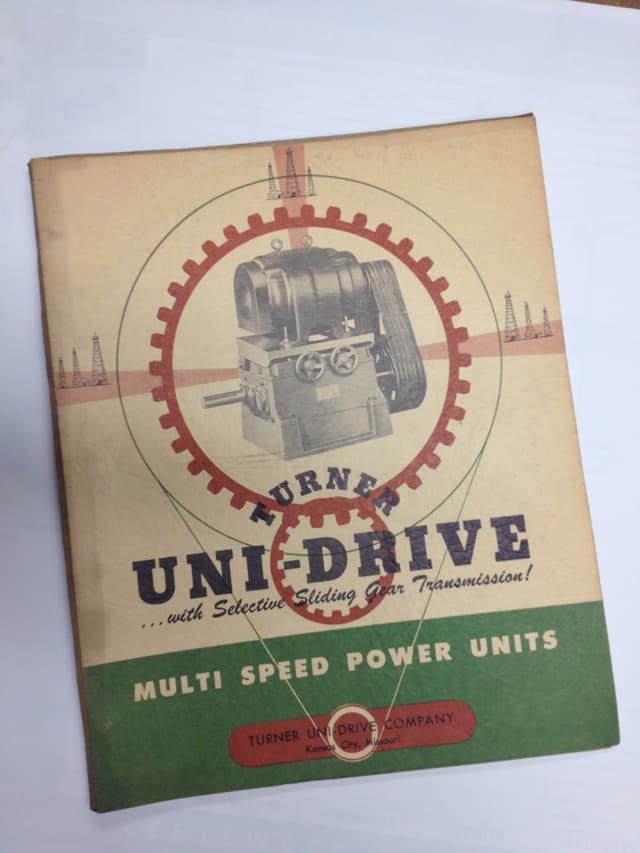 TURNER
UNI-DRIVE
...with Selective Sliding Gear Transmission!
MULTI SPEED POWER UNITS
TURNER UNI-DRIVE COMPANY
Kansas City, Missouri